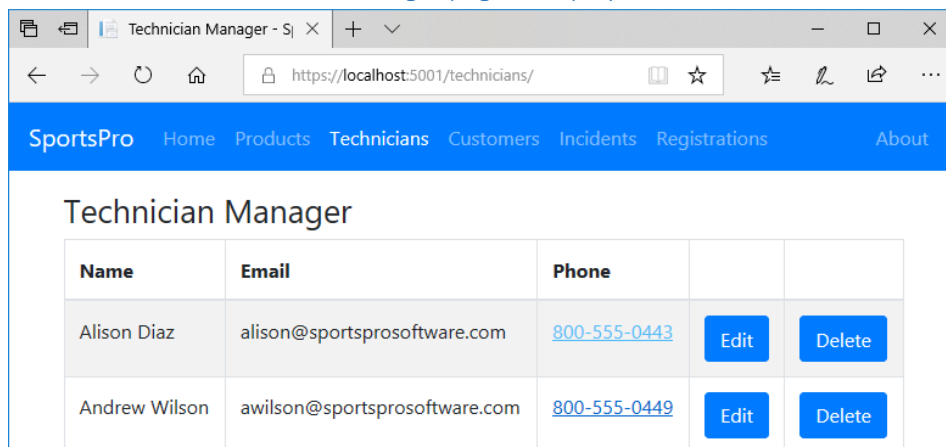 Technician Manager - S
https://localhost:5001/technicians/
SportsPro Home Products Technicians Customers Incidents Registrations About
Technician Manager
Name Email Phone
Alison Diaz alison@sportsprosoftware.com 800-555-0443 Edit Delete
Andrew Wilson awilson@sportsprosoftware.com 800-555-0449 Edit Delete